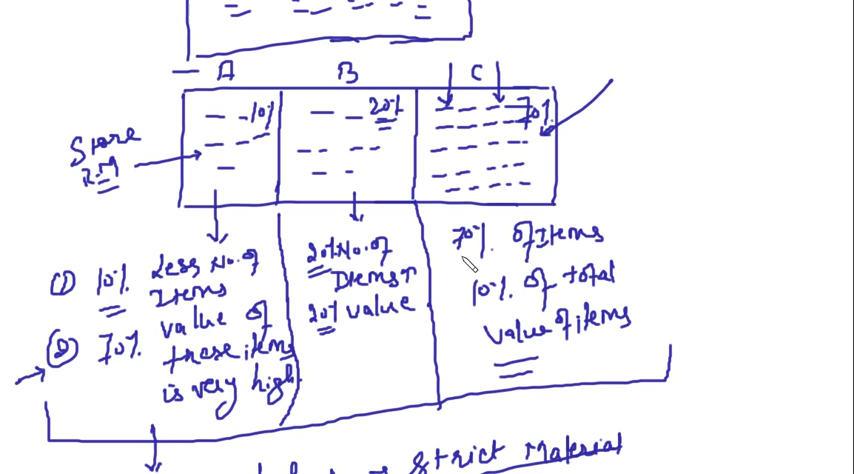 A B C
10% 20% 70%
Store
R.M
(1) 10% Less No. of
Items
(2) 70% value of
these items
is very high
20% No. of
Items
20% value
70% of Items
10% of total
value of items
Strict Material